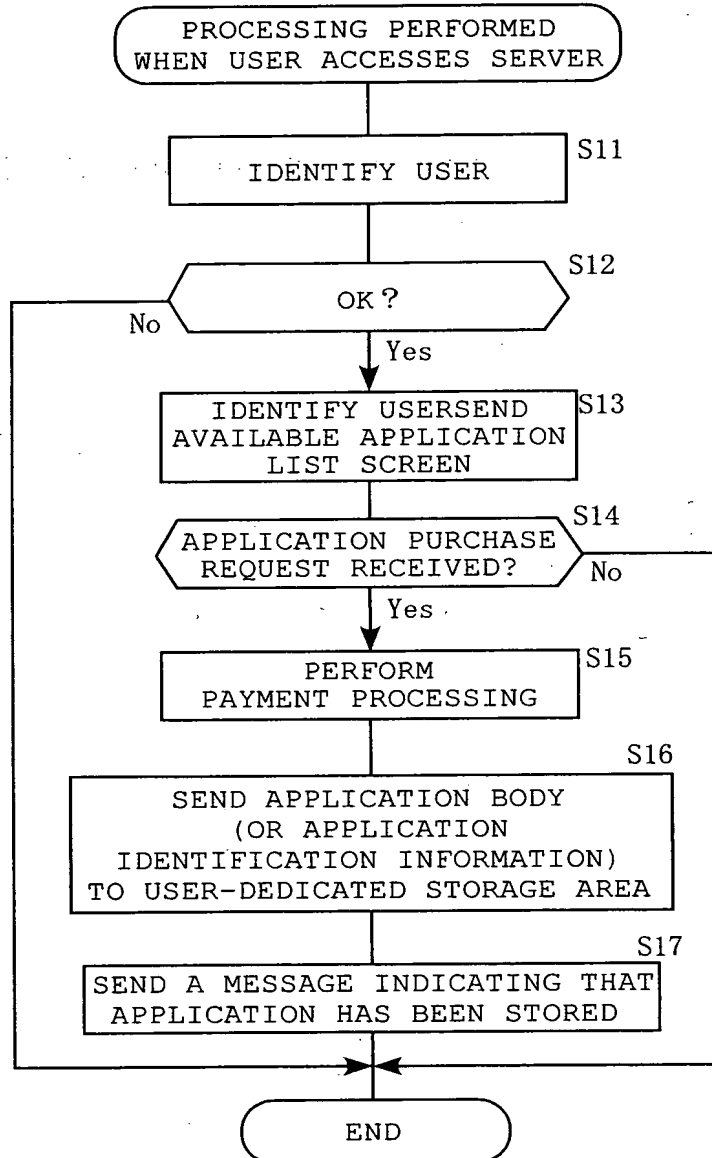 PROCESSING PERFORMED
WHEN USER ACCESSES SERVER
S11
IDENTIFY USER
S12
OK?
No
Yes
S13
IDENTIFY USERSEND
AVAILABLE APPLICATION
LIST SCREEN
S14
APPLICATION PURCHASE
REQUEST RECEIVED?
No
Yes
S15
PERFORM
PAYMENT PROCESSING
S16
SEND APPLICATION BODY
(OR APPLICATION
IDENTIFICATION INFORMATION)
TO USER-DEDICATED STORAGE AREA
S17
SEND A MESSAGE INDICATING THAT
APPLICATION HAS BEEN STORED
END